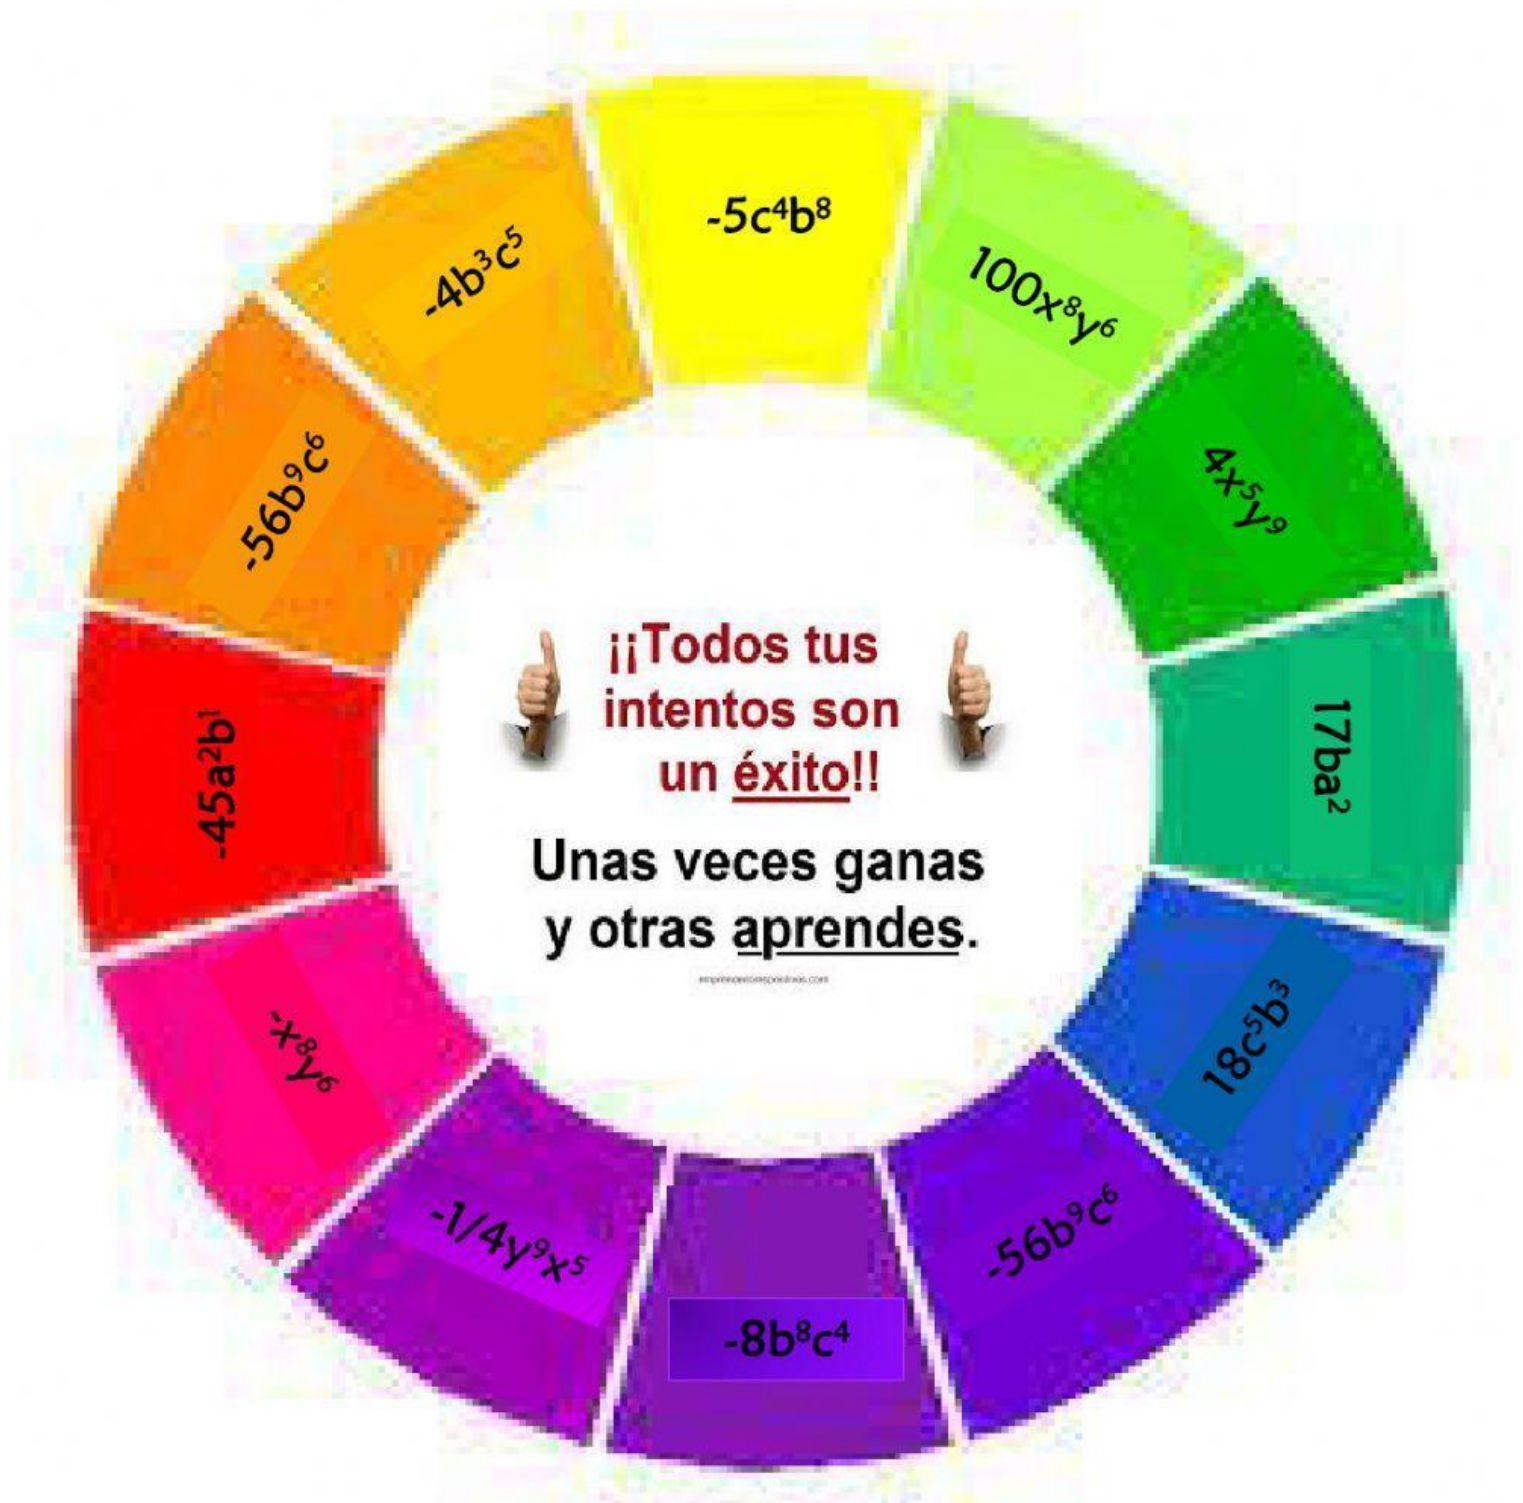 -5c⁴b⁸
100x⁸y⁶
4x⁵y⁹
17ba²
18c⁵b³
-56b⁹c⁶
-8b⁸c⁴
-1/4y⁹x⁵
-x⁸y⁶
-45a²b¹
-56b⁹c⁶
-4b³c⁵
¡¡Todos tus
intentos son
un éxito!!
Unas veces ganas
y otras aprendes.